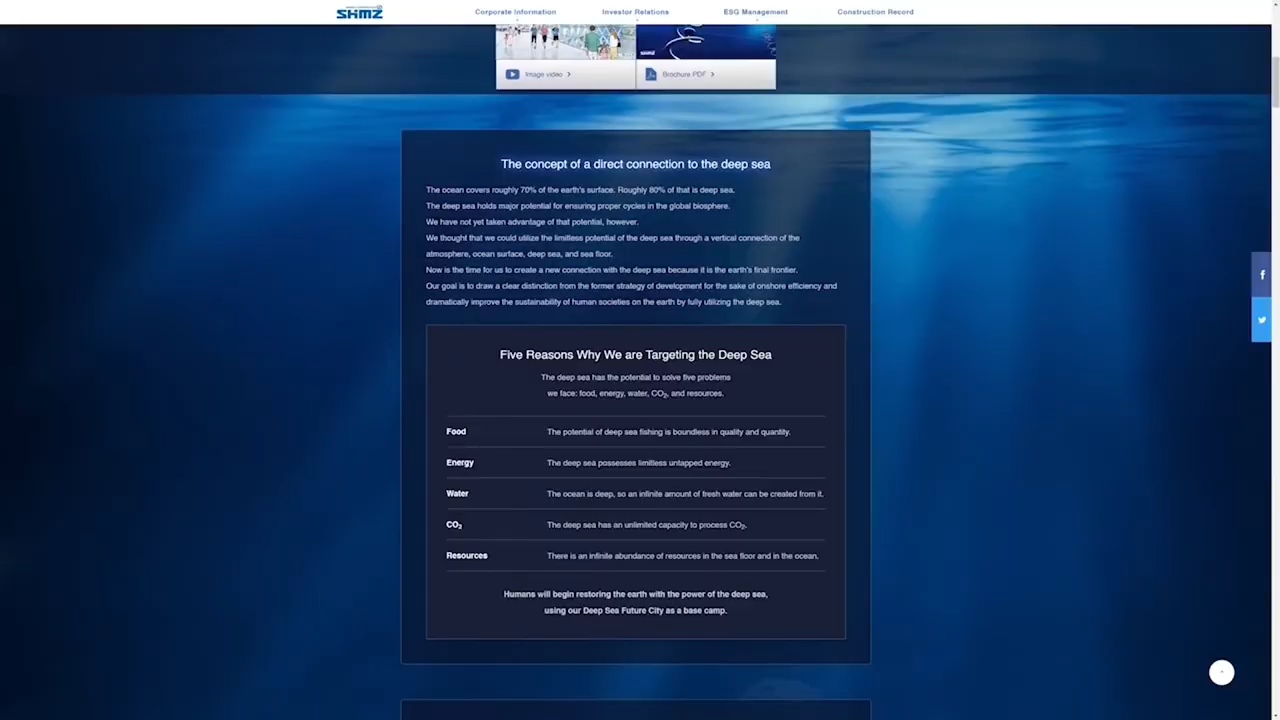 SHMZ
Corporate Information
Investor Relations
ESG Management
Construction Record
Image video
Brochure PDF
The concept of a direct connection to the deep sea
The ocean covers roughly 70% of the earth's surface. Roughly 80% of that is deep sea.
The deep sea holds major potential for ensuring proper cycles in the global biosphere.
We have not yet taken advantage of that potential, however.
We thought that we could utilize the limitless potential of the deep sea through a vertical connection of the
atmosphere, ocean surface, deep sea, and sea floor.
Now is the time for us to create a new connection with the deep sea because it is the earth's final frontier.
Our goal is to draw a clear distinction from the former strategy of development for the sake of onshore efficiency and
dramatically improve the sustainability of human societies on the earth by fully utilizing the deep sea.
Five Reasons Why We are Targeting the Deep Sea
The deep sea has the potential to solve five problems
we face: food, energy, water, CO₂, and resources.
Food The potential of deep sea fishing is boundless in quality and quantity.
Energy The deep sea possesses limitless untapped energy.
Water The ocean is deep, so an infinite amount of fresh water can be created from it.
CO₂ The deep sea has an unlimited capacity to process CO₂.
Resources There is an infinite abundance of resources in the sea floor and in the ocean.
Humans will begin restoring the earth with the power of the deep sea,
using our Deep Sea Future City as a base camp.